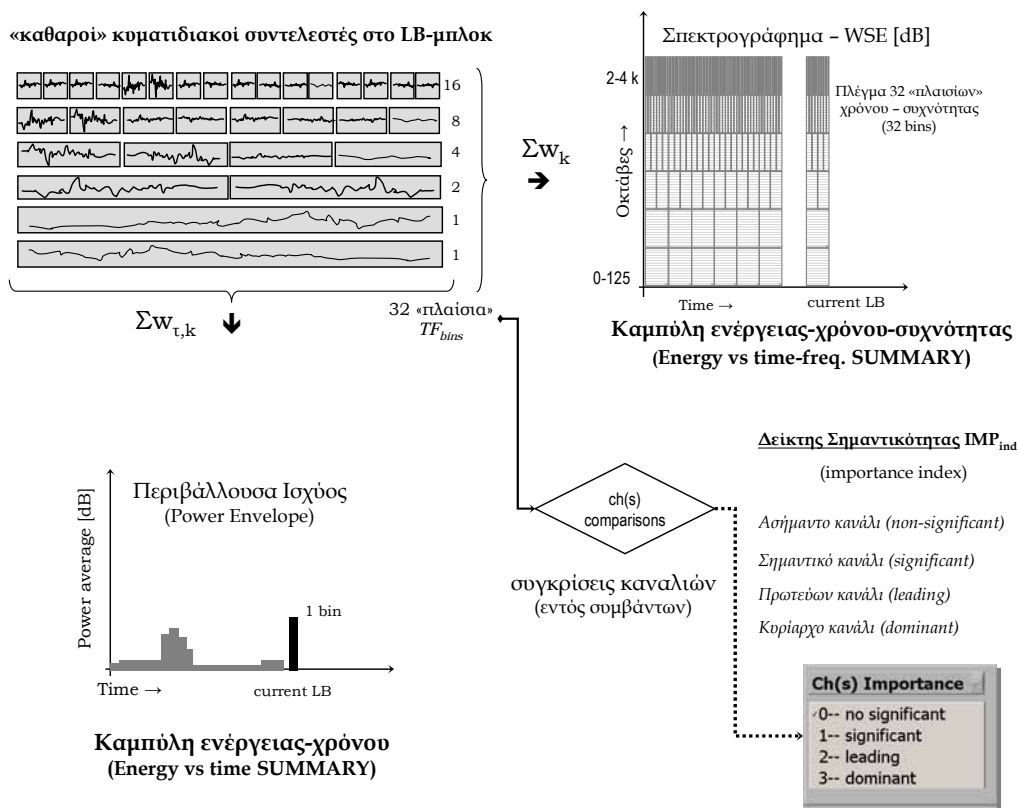 «καθαροί» κυματιδιακοί συντελεστές στο LB-μπλοκ
16
8
4
2
1
1
Σw_k
Σw_τ,k
32 «πλαίσια»
TF_bins
Σπεκτρογράφημα – WSE [dB]
2-4 k
Οκτάβες →
0-125
Πλέγμα 32 «πλαισίων»
χρόνου – συχνότητας
(32 bins)
Time →
current LB
Καμπύλη ενέργειας-χρόνου-συχνότητας
(Energy vs time-freq. SUMMARY)
Δείκτης Σημαντικότητας IMP_ind
(importance index)
Ασήμαντο κανάλι (non-significant)
Σημαντικό κανάλι (significant)
Πρωτεύων κανάλι (leading)
Κυρίαρχο κανάλι (dominant)
ch(s)
comparisons
συγκρίσεις καναλιών
(εντός συμβάντων)
Περιβάλλουσα Ισχύος
(Power Envelope)
Power average [dB]
1 bin
Time →
current LB
Καμπύλη ενέργειας-χρόνου
(Energy vs time SUMMARY)
Ch(s) Importance
✓0-- no significant
1-- significant
2-- leading
3-- dominant